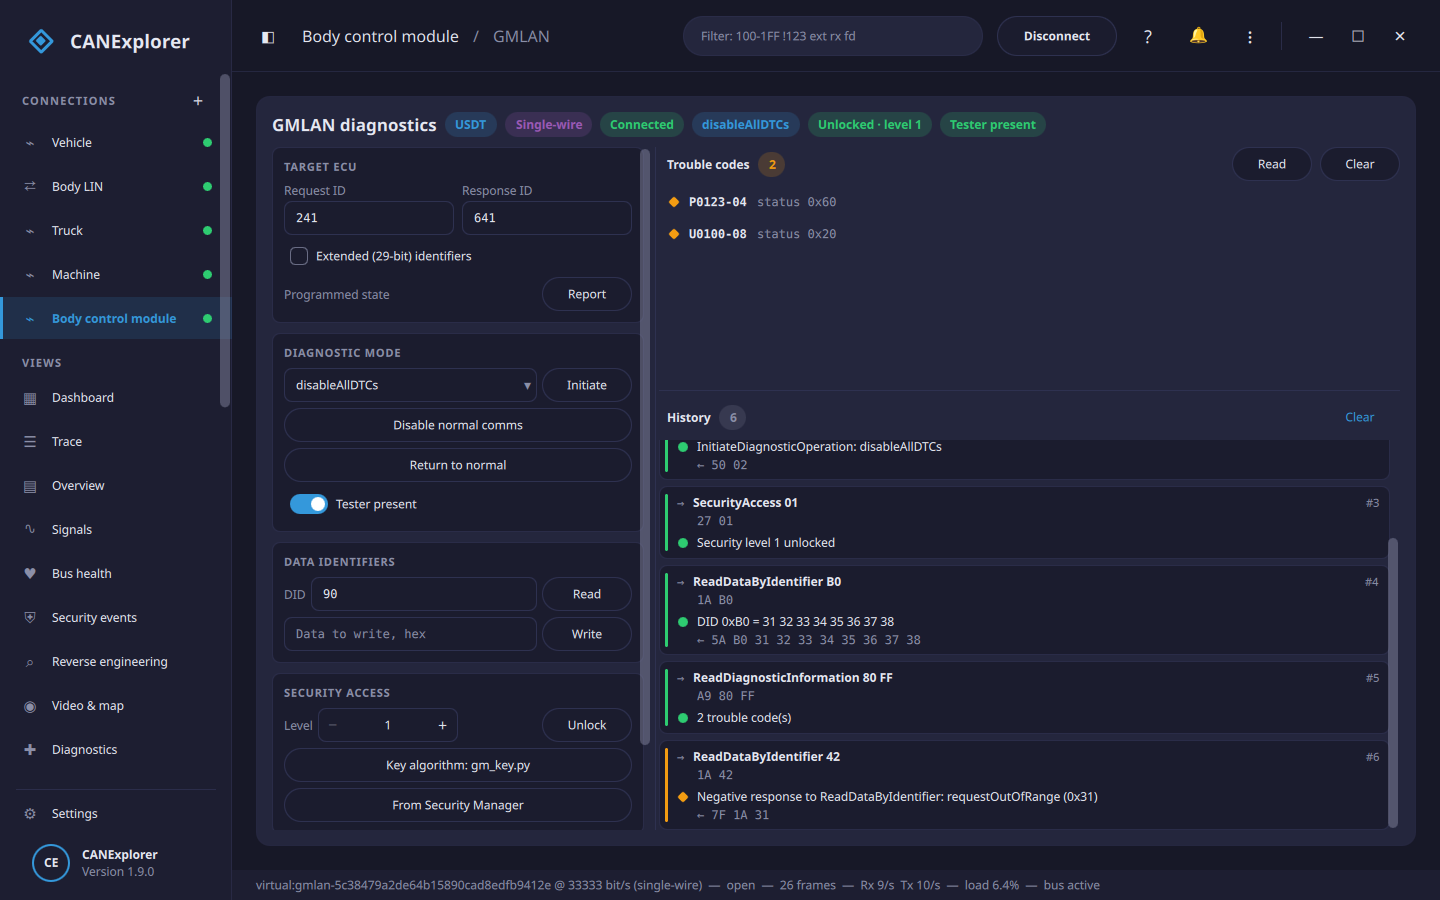 CANExplorer
CONNECTIONS +
Vehicle
Body LIN
Truck
Machine
Body control module
VIEWS
Dashboard
Trace
Overview
Signals
Bus health
Security events
Reverse engineering
Video & map
Diagnostics
Settings
CE
CANExplorer
Version 1.9.0
Body control module / GMLAN
Filter: 100-1FF !123 ext rx fd
Disconnect
?
GMLAN diagnostics USDT Single-wire Connected disableAllDTCs Unlocked · level 1 Tester present
TARGET ECU
Request ID Response ID
241 641
Extended (29-bit) identifiers
Programmed state Report
DIAGNOSTIC MODE
disableAllDTCs Initiate
Disable normal comms
Return to normal
Tester present
DATA IDENTIFIERS
DID 90 Read
Data to write, hex Write
SECURITY ACCESS
Level − 1 + Unlock
Key algorithm: gm_key.py
From Security Manager
Trouble codes 2 Read Clear
P0123-04 status 0x60
U0100-08 status 0x20
History 6 Clear
InitiateDiagnosticOperation: disableAllDTCs
← 50 02
→ SecurityAccess 01 #3
27 01
Security level 1 unlocked
→ ReadDataByIdentifier B0 #4
1A B0
DID 0xB0 = 31 32 33 34 35 36 37 38
← 5A B0 31 32 33 34 35 36 37 38
→ ReadDiagnosticInformation 80 FF #5
A9 80 FF
2 trouble code(s)
→ ReadDataByIdentifier 42 #6
1A 42
Negative response to ReadDataByIdentifier: requestOutOfRange (0x31)
← 7F 1A 31
virtual:gmlan-5c38479a2de64b15890cad8edfb9412e @ 33333 bit/s (single-wire) — open — 26 frames — Rx 9/s Tx 10/s — load 6.4% — bus active